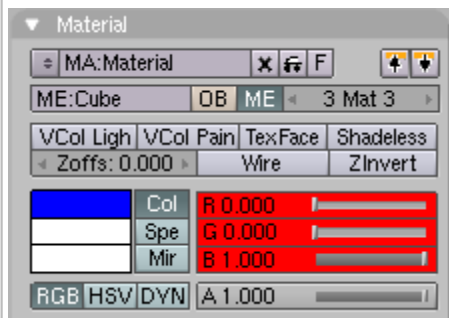 Material
MA:Material F
ME:Cube OB ME 3 Mat 3
VCol Ligh VCol Pain TexFace Shadeless
Zoffs: 0.000 Wire ZInvert
Col R 0.000
Spe G 0.000
Mir B 1.000
RGB HSV DYN A 1.000